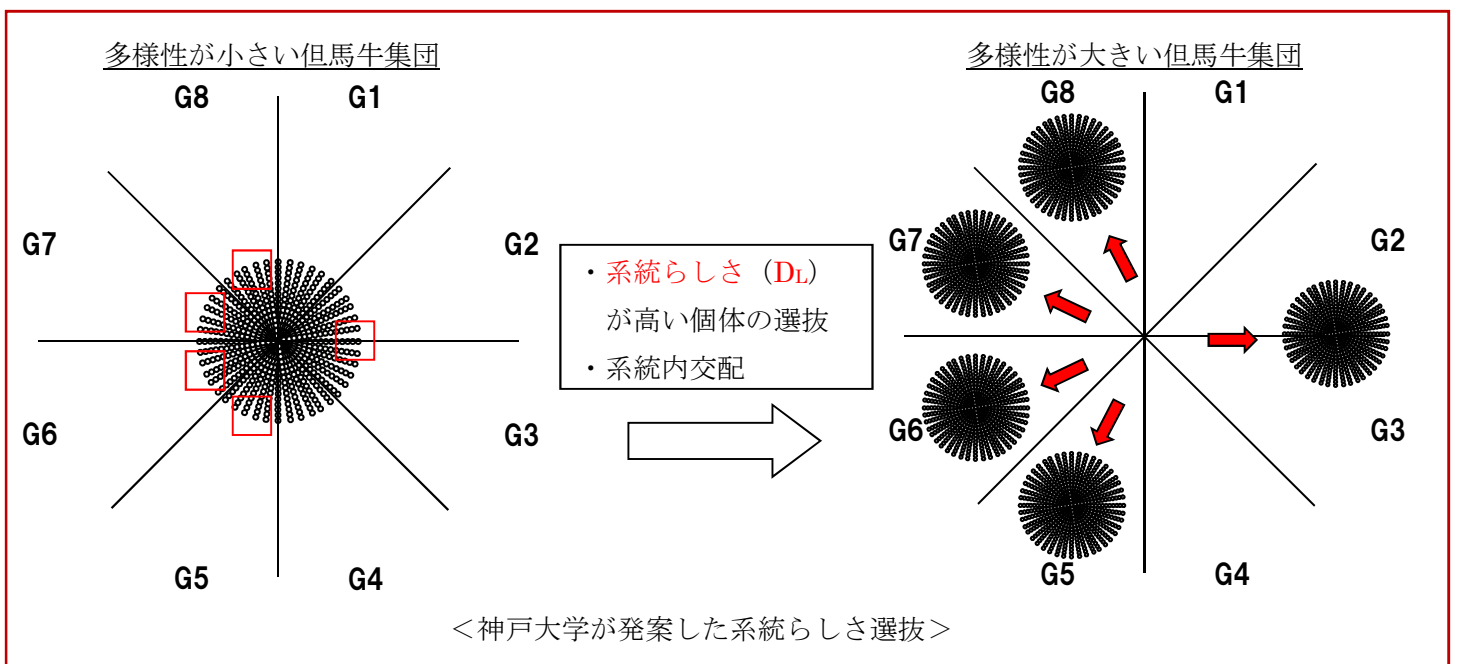 多様性が小さい但馬牛集団
G8
G1
G7
G2
G6
G3
G5
G4
・系統らしさ（DL）
が高い個体の選抜
・系統内交配
多様性が大きい但馬牛集団
G8
G1
G7
G2
G6
G3
G5
G4
＜神戸大学が発案した系統らしさ選抜＞